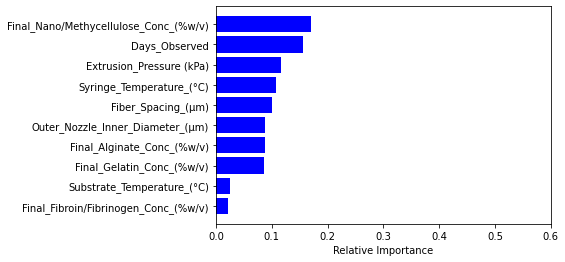 Final_Nano/Methycellulose_Conc_(%w/v)
Days_Observed
Extrusion_Pressure (kPa)
Syringe_Temperature_(°C)
Fiber_Spacing_(μm)
Outer_Nozzle_Inner_Diameter_(μm)
Final_Alginate_Conc_(%w/v)
Final_Gelatin_Conc_(%w/v)
Substrate_Temperature_(°C)
Final_Fibroin/Fibrinogen_Conc_(%w/v)
0.0 0.1 0.2 0.3 0.4 0.5 0.6
Relative Importance